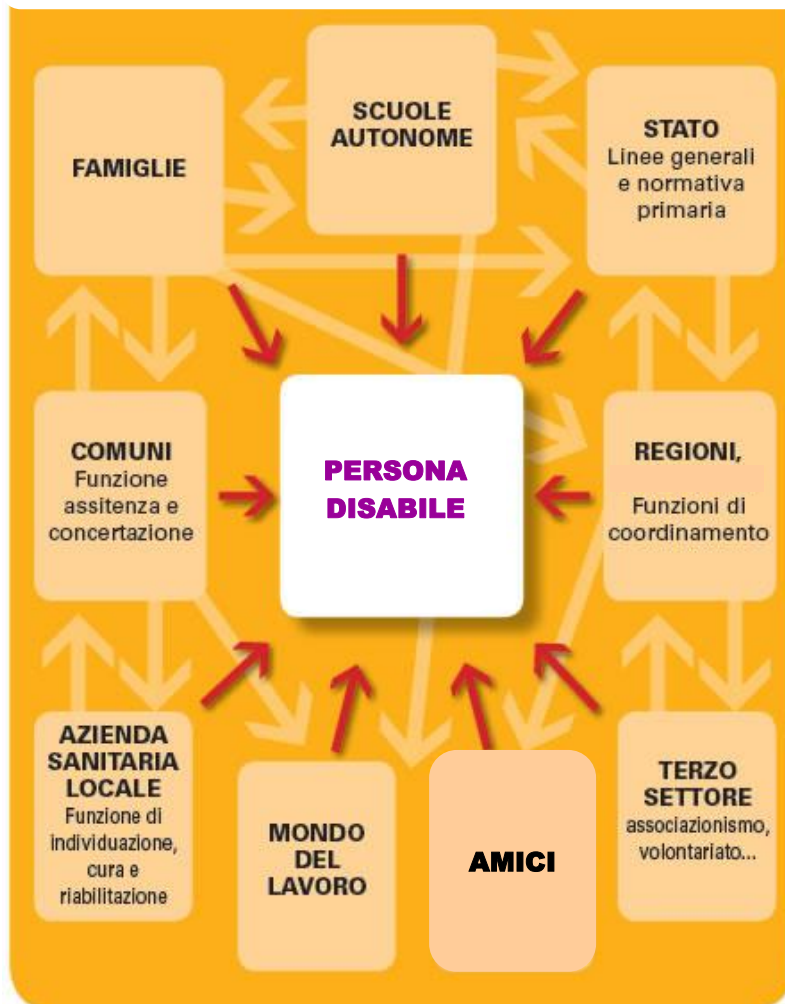 SCUOLE
AUTONOME
FAMIGLIE
STATO
Linee generali
e normativa
primaria
COMUNI
Funzione
assitenza e
concertazione
PERSONA
DISABILE
REGIONI,
Funzioni di
coordinamento
AZIENDA
SANITARIA
LOCALE
Funzione di
individuazione,
cura e
riabilitazione
MONDO
DEL
LAVORO
AMICI
TERZO
SETTORE
associazionismo,
volontariato...